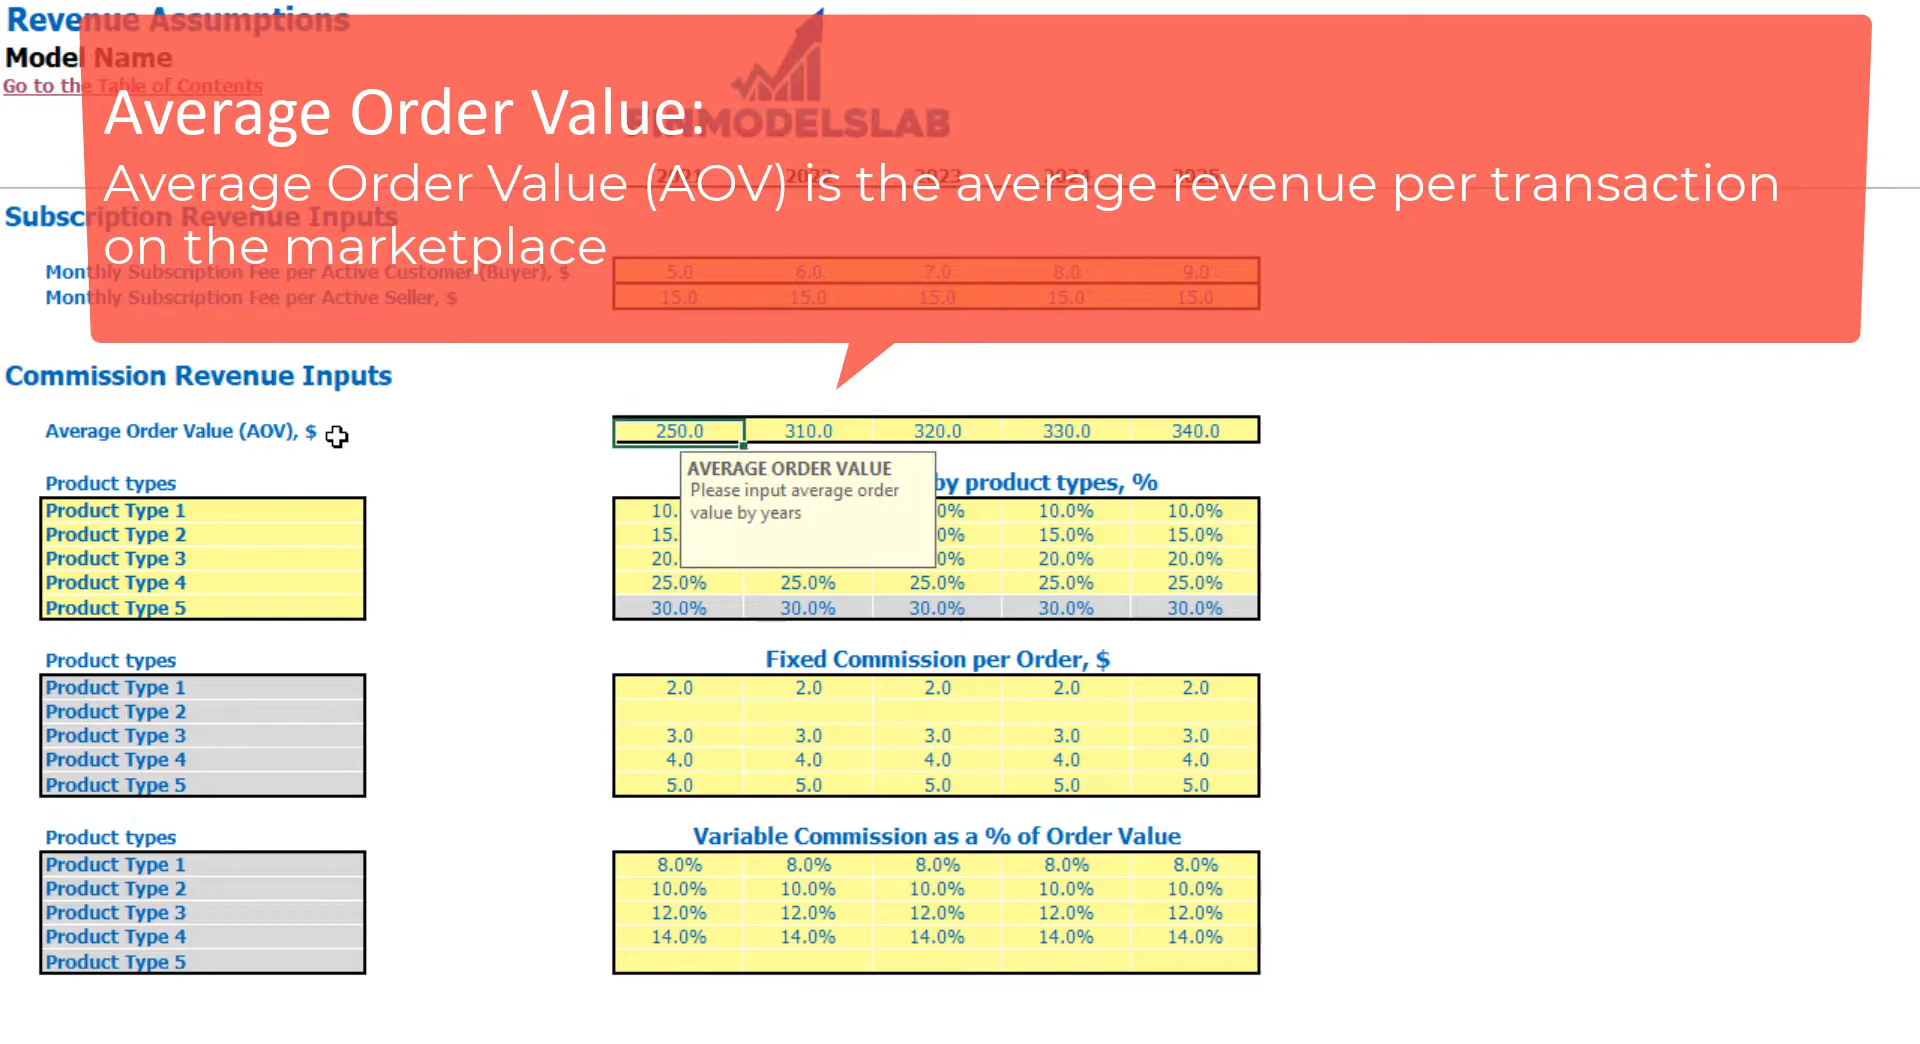 Revenue Assumptions
Model Name
Go to the Table of Contents
FINMODELSLAB
Average Order Value:
Average Order Value (AOV) is the average revenue per transaction
on the marketplace
2021 2022 2023 2024 2025
Subscription Revenue Inputs
Monthly Subscription Fee per Active Customer (Buyer), $ 5.0 6.0 7.0 8.0 9.0
Monthly Subscription Fee per Active Seller, $ 15.0 15.0 15.0 15.0 15.0
Commission Revenue Inputs
Average Order Value (AOV), $ 250.0 310.0 320.0 330.0 340.0
AVERAGE ORDER VALUE
Please input average order
value by years
Product types by product types, %
Product Type 1 10. 0% 10.0% 10.0%
Product Type 2 15. 0% 15.0% 15.0%
Product Type 3 20. 0% 20.0% 20.0%
Product Type 4 25.0% 25.0% 25.0% 25.0% 25.0%
Product Type 5 30.0% 30.0% 30.0% 30.0% 30.0%
Product types Fixed Commission per Order, $
Product Type 1 2.0 2.0 2.0 2.0 2.0
Product Type 2
Product Type 3 3.0 3.0 3.0 3.0 3.0
Product Type 4 4.0 4.0 4.0 4.0 4.0
Product Type 5 5.0 5.0 5.0 5.0 5.0
Product types Variable Commission as a % of Order Value
Product Type 1 8.0% 8.0% 8.0% 8.0% 8.0%
Product Type 2 10.0% 10.0% 10.0% 10.0% 10.0%
Product Type 3 12.0% 12.0% 12.0% 12.0% 12.0%
Product Type 4 14.0% 14.0% 14.0% 14.0% 14.0%
Product Type 5